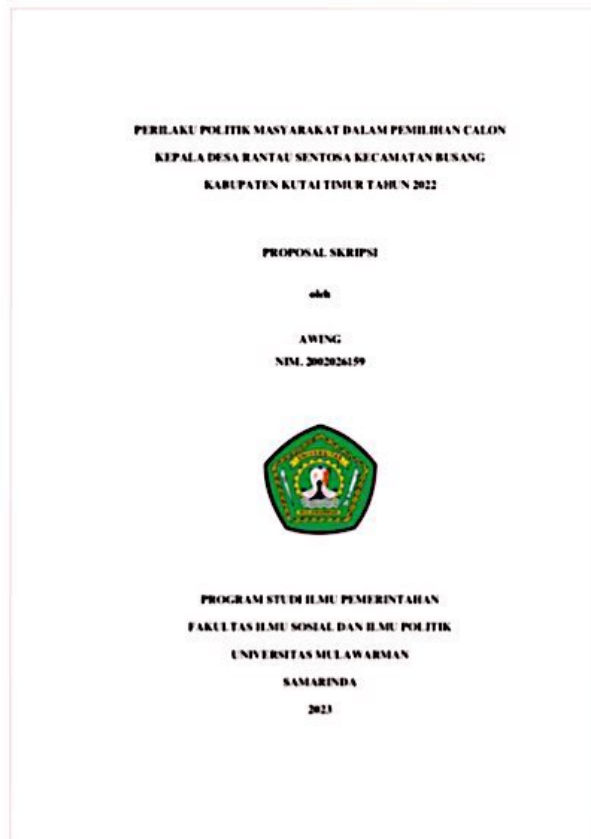 PERILAKU POLITIK MASYARAKAT DALAM PEMILIHAN CALON
KEPALA DESA RANTAU SENTOSA KECAMATAN BUSANG
KABUPATEN KUTAI TIMUR TAHUN 2022
PROPOSAL SKRIPSI
oleh
AWING
NIM. 2002026159
UNIVERSITAS
PROGRAM STUDI ILMU PEMERINTAHAN
FAKULTAS ILMU SOSIAL DAN ILMU POLITIK
UNIVERSITAS MULAWARMAN
SAMARINDA
2023